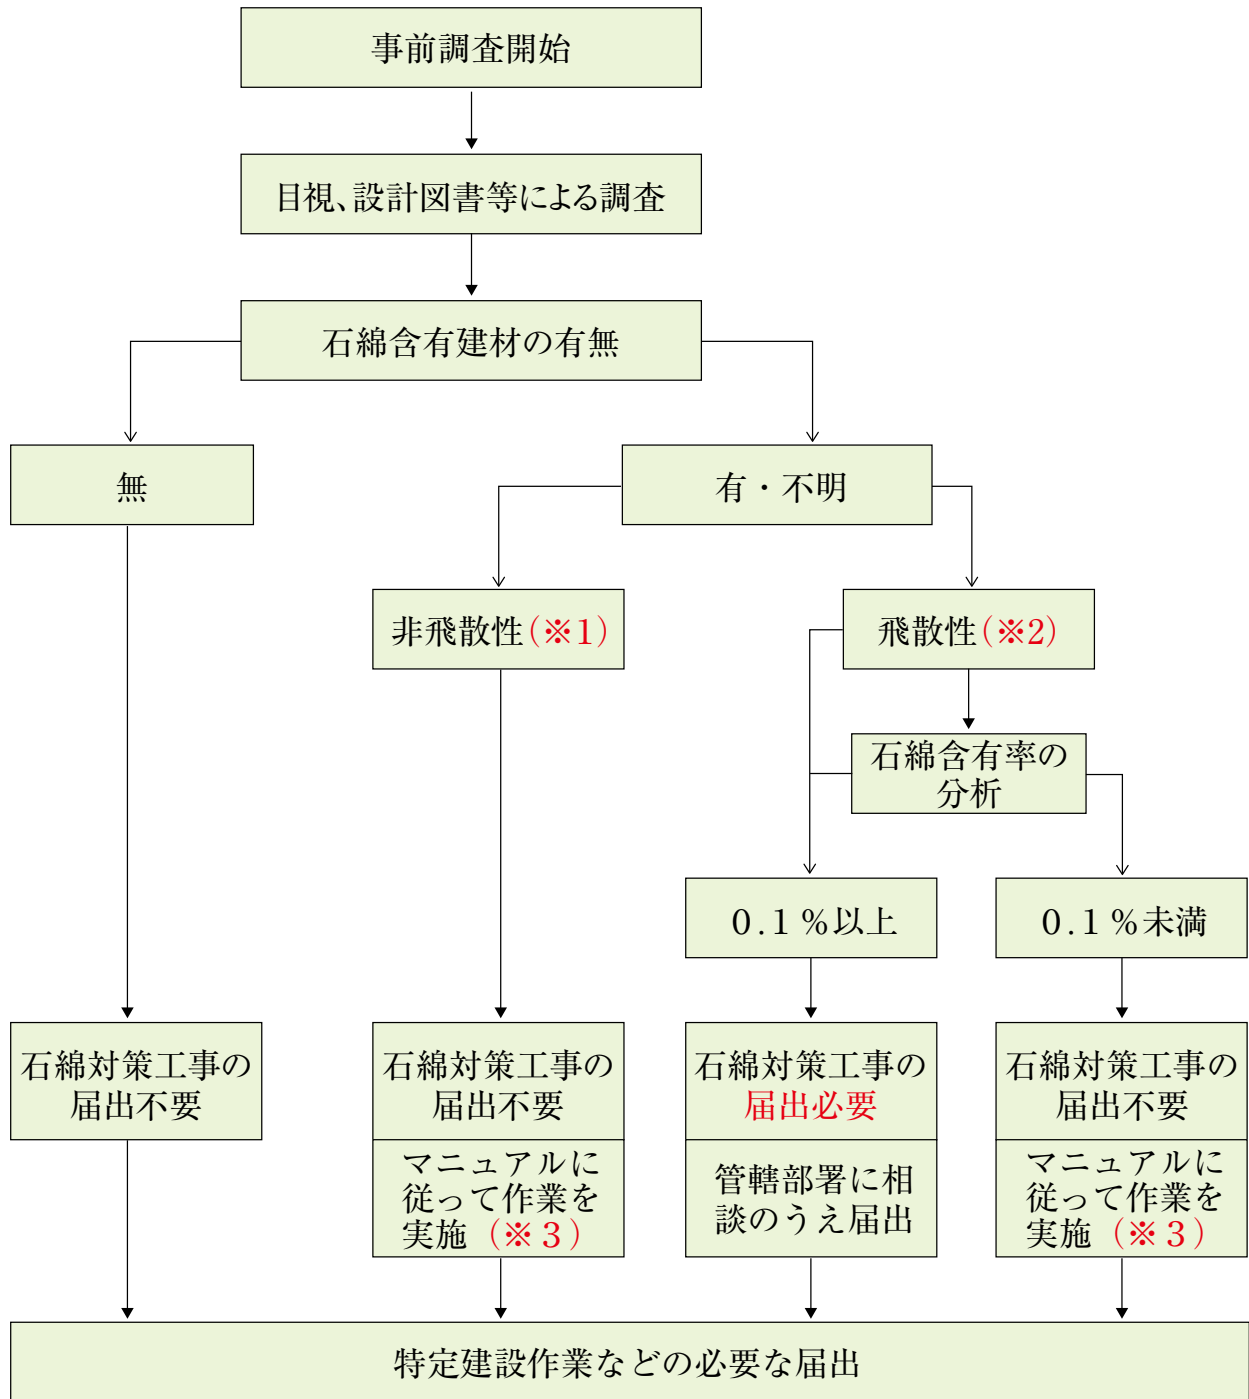 事前調査開始
目視、設計図書等による調査
石綿含有建材の有無
無
有・不明
非飛散性(※1)
飛散性(※2)
石綿含有率の
分析
0.1%以上
0.1%未満
石綿対策工事の
届出不要
石綿対策工事の
届出不要
マニュアルに
従って作業を
実施(※3)
石綿対策工事の
届出必要
管轄部署に相
談のうえ届出
石綿対策工事の
届出不要
マニュアルに
従って作業を
実施(※3)
特定建設作業などの必要な届出